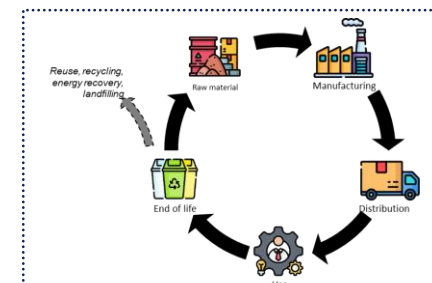 Reuse, recycling,
energy recovery,
landfilling
Raw material
Manufacturing
End of life
Distribution